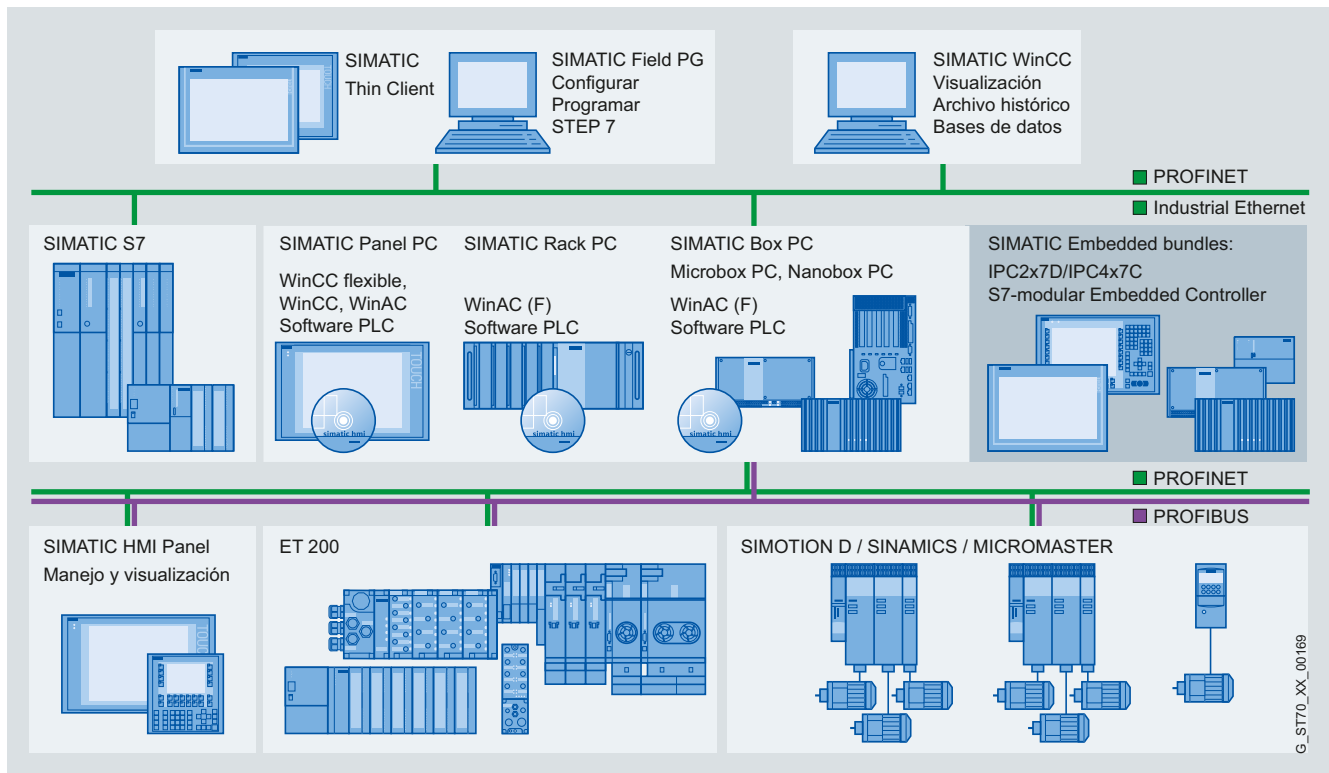 SIMATIC
Thin Client
SIMATIC Field PG
Configurar
Programar
STEP 7
SIMATIC WinCC
Visualización
Archivo histórico
Bases de datos
PROFINET
Industrial Ethernet
SIMATIC S7
SIMATIC Panel PC
WinCC flexible,
WinCC, WinAC
Software PLC
TOUCH
simatic hmi
SIMATIC Rack PC
WinAC (F)
Software PLC
simatic hmi
SIMATIC Box PC
Microbox PC, Nanobox PC
WinAC (F)
Software PLC
simatic hmi
SIMATIC Embedded bundles:
IPC2x7D/IPC4x7C
S7-modular Embedded Controller
PROFINET
PROFIBUS
SIMATIC HMI Panel
Manejo y visualización
TOUCH
ET 200
SIMOTION D / SINAMICS / MICROMASTER
G_ST70_XX_00169